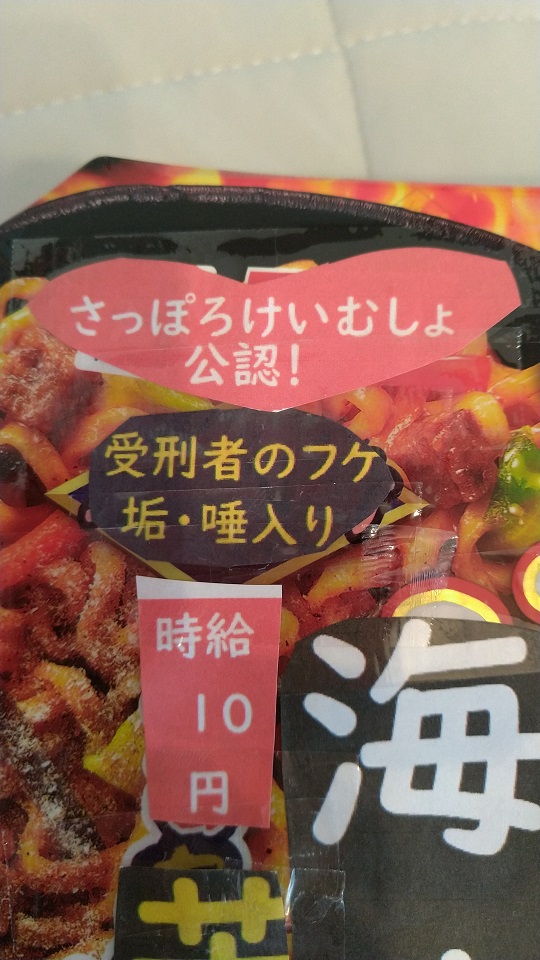 さっぽろけいむしょ
公認!
受刑者のフケ
垢・唾入り
時給
10
円
海